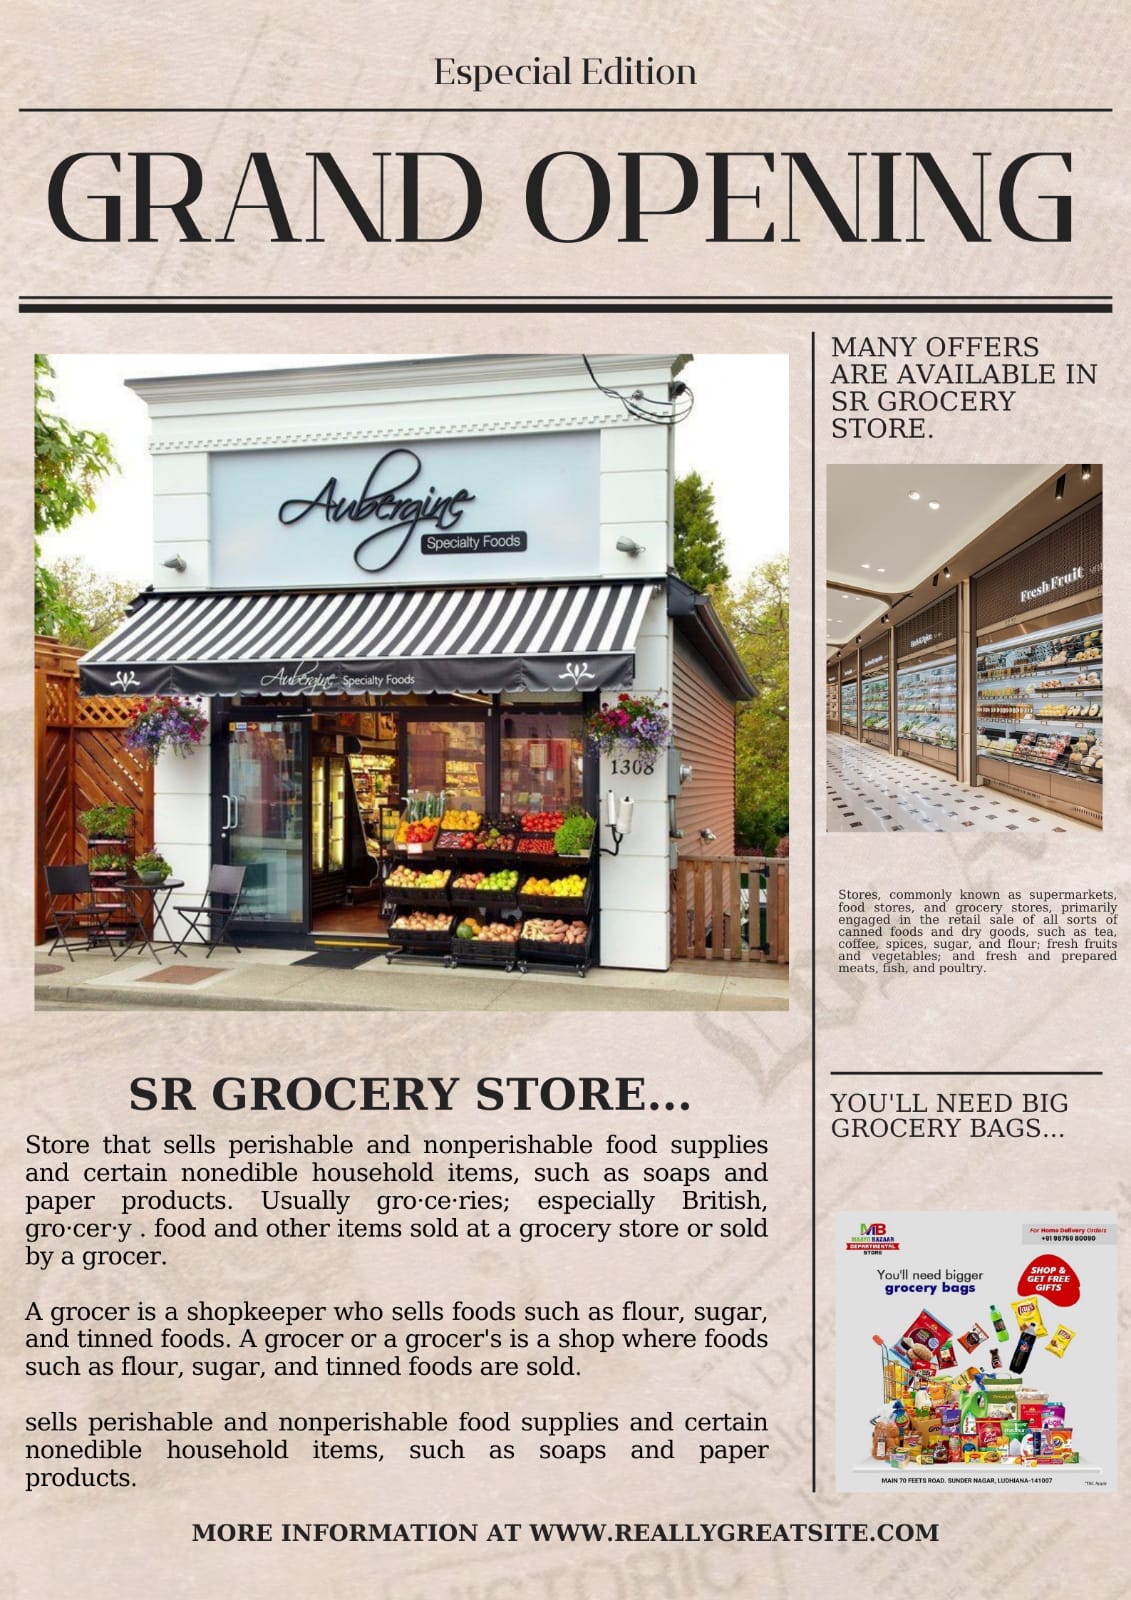 Especial Edition
GRAND OPENING
Aubergine
Specialty Foods
Aubergine Specialty Foods
1308
SR GROCERY STORE...
Store that sells perishable and nonperishable food supplies
and certain nonedible household items, such as soaps and
paper products. Usually gro·ce·ries; especially British,
gro·cer·y . food and other items sold at a grocery store or sold
by a grocer.
A grocer is a shopkeeper who sells foods such as flour, sugar,
and tinned foods. A grocer or a grocer's is a shop where foods
such as flour, sugar, and tinned foods are sold.
sells perishable and nonperishable food supplies and certain
nonedible household items, such as soaps and paper
products.
MANY OFFERS
ARE AVAILABLE IN
SR GROCERY
STORE.
Fresh Fruit
Stores, commonly known as supermarkets,
food stores, and grocery stores, primarily
engaged in the retail sale of all sorts of
canned foods and dry goods, such as tea,
coffee, spices, sugar, and flour; fresh fruits
and vegetables; and fresh and prepared
meats, fish, and poultry.
YOU'LL NEED BIG
GROCERY BAGS...
MB
BAZAAR
DEPARTMENTAL
STORE
For Home Delivery Orders
You'll need bigger
grocery bags
SHOP &
GET FREE
GIFTS
Lay's
MAIN 70 FEETS ROAD. SUNDER NAGAR, LUDHIANA-141007
MORE INFORMATION AT WWW.REALLYGREATSITE.COM